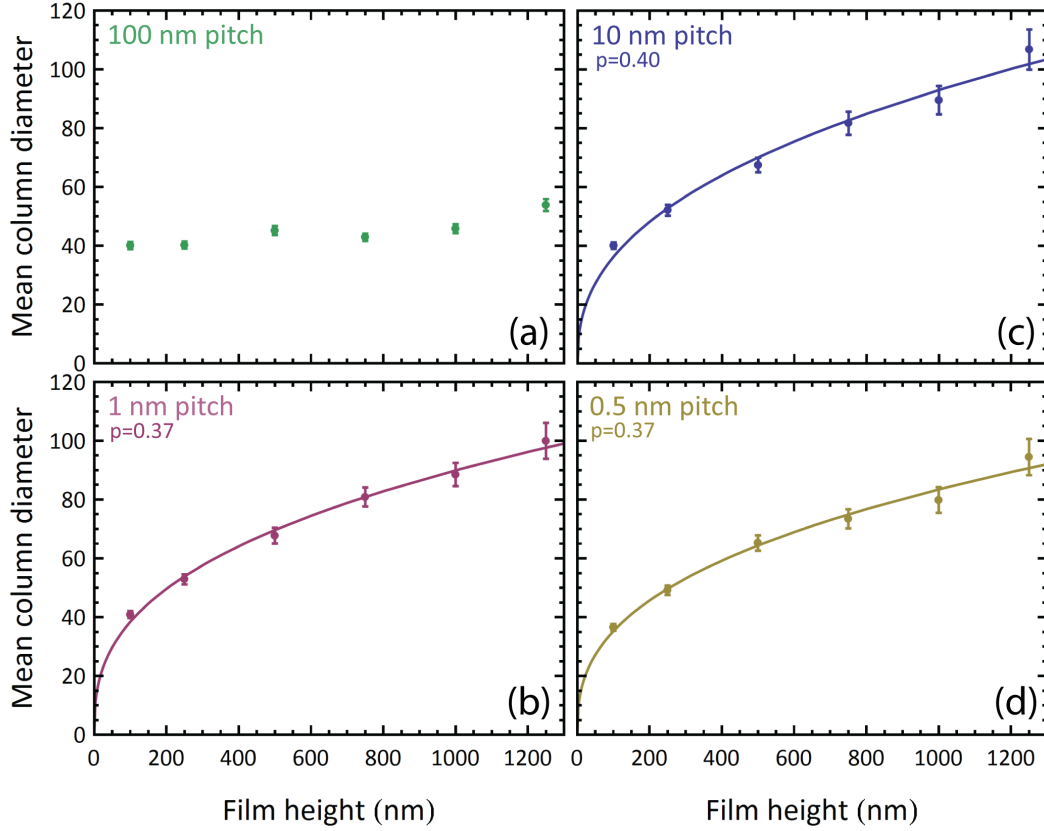 100 nm pitch
120
100
80
60
40
20
0
Mean column diameter
(a)
10 nm pitch
p=0.40
(c)
1 nm pitch
p=0.37
120
100
80
60
40
20
0
Mean column diameter
(b)
0 200 400 600 800 1000 1200
Film height (nm)
0.5 nm pitch
p=0.37
(d)
0 200 400 600 800 1000 1200
Film height (nm)